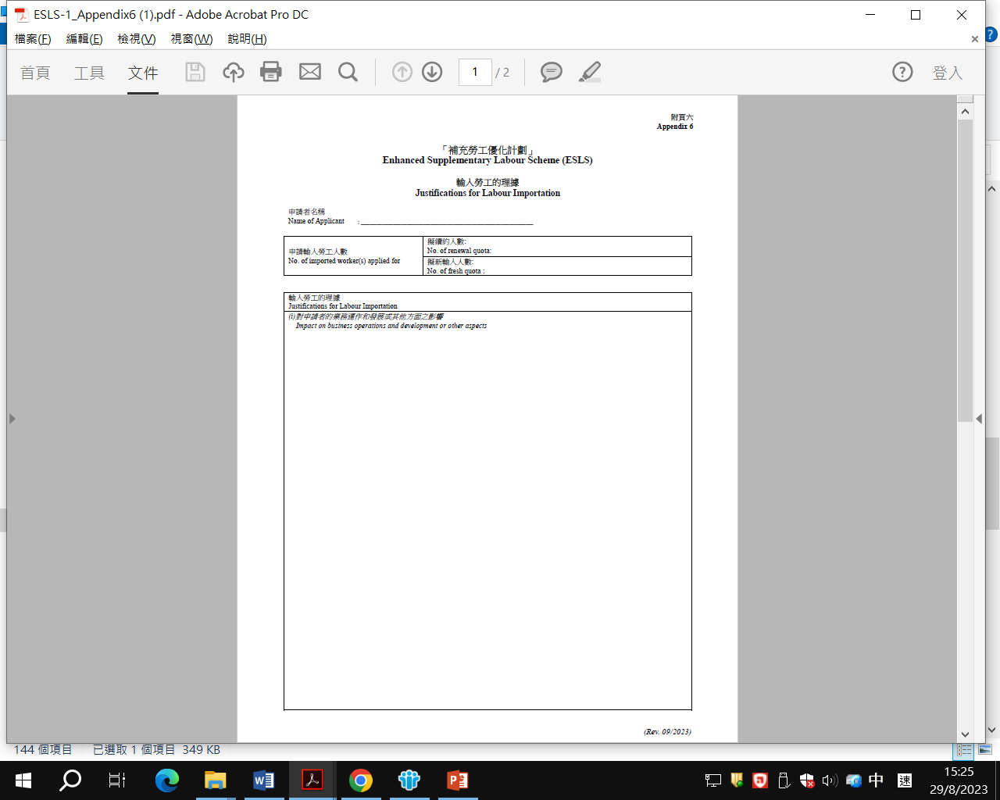 ESLS-1_Appendix6 (1).pdf - Adobe Acrobat Pro DC
檔案(F) 編輯(E) 檢視(V) 視窗(W) 說明(H)
首頁 工具 文件 1 / 2 登入
附頁六
Appendix 6
「補充勞工優化計劃」
Enhanced Supplementary Labour Scheme (ESLS)
輸入勞工的理據
Justifications for Labour Importation
申請者名稱
Name of Applicant :
申請輸入勞工人數
No. of imported worker(s) applied for
擬續約人數:
No. of renewal quota:
擬新輸入人數:
No. of fresh quota :
輸入勞工的理據
Justifications for Labour Importation
(i)對申請者的業務運作和發展或其他方面之影響
Impact on business operations and development or other aspects
(Rev. 09/2023)
144 個項目 已選取 1 個項目 349 KB
中 速 15:25
29/8/2023